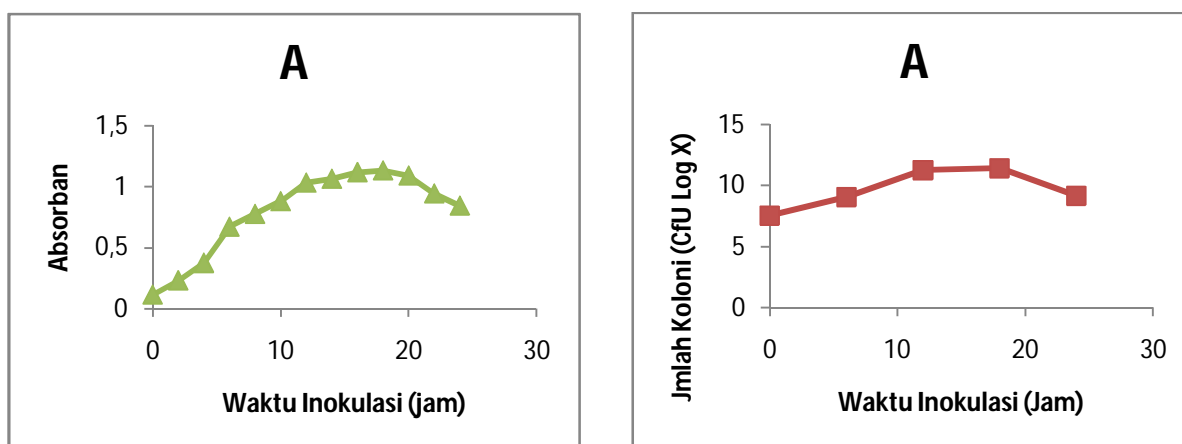 A
1,5
1
0,5
0
Absorban
0
10
20
30
Waktu Inokulasi (jam)
A
15
10
5
0
Jmlah Koloni (CfU Log X)
0
10
20
30
Waktu Inokulasi (Jam)